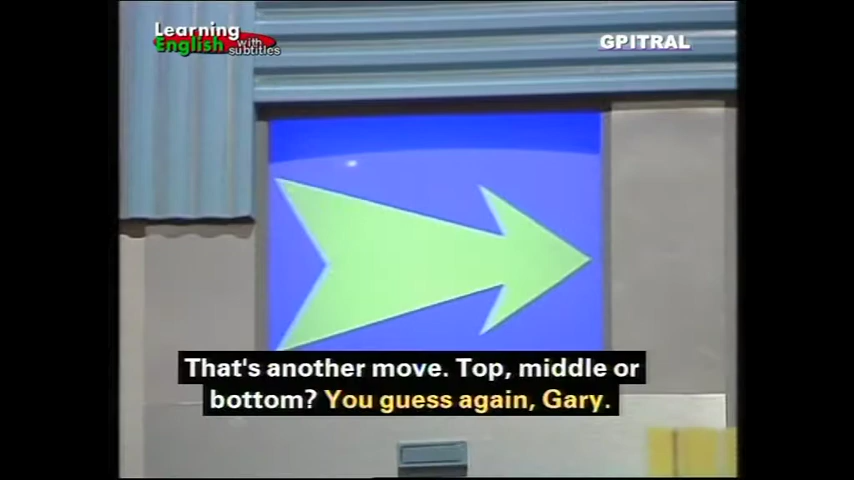 Learning
English with
subtitles
GPITRAL
That's another move. Top, middle or
bottom? You guess again, Gary.